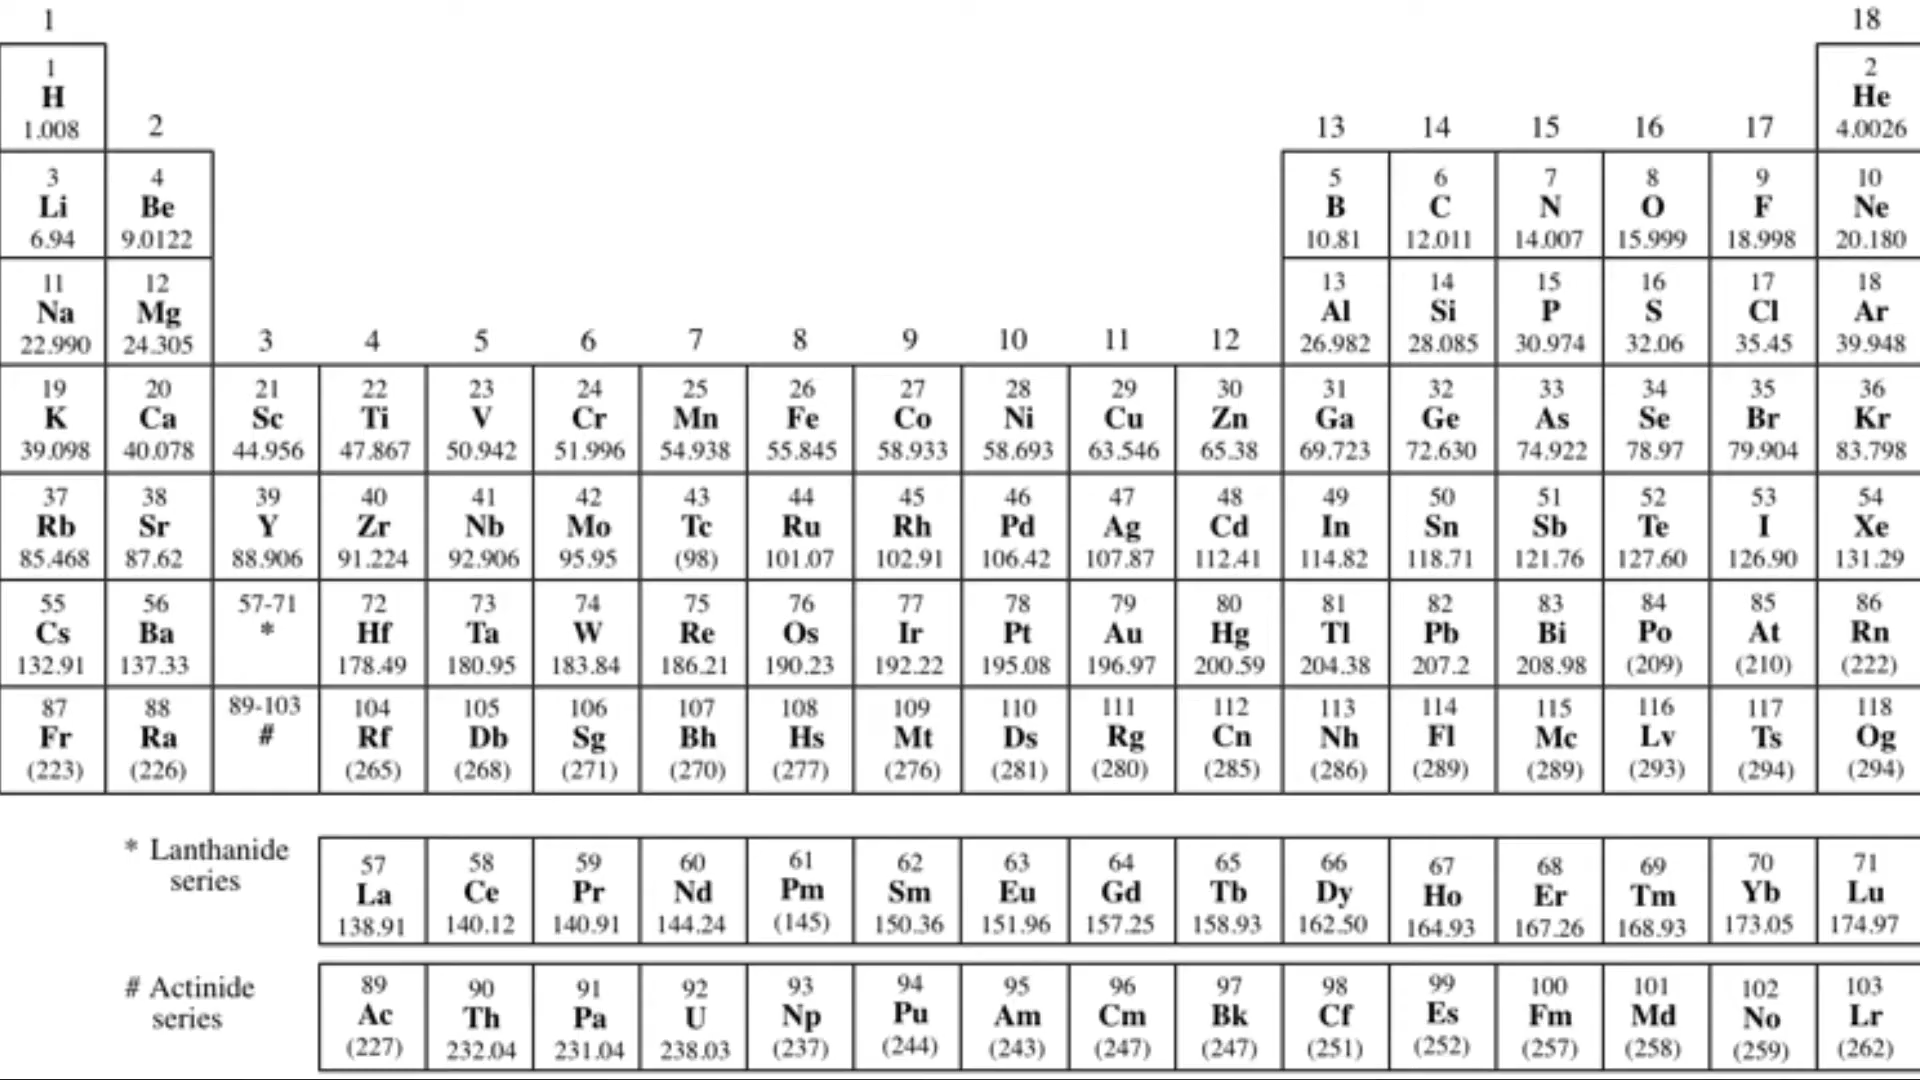 1 18
1 2
H He
1.008 2 13 14 15 16 17 4.0026
3 4 5 6 7 8 9 10
Li Be B C N O F Ne
6.94 9.0122 10.81 12.011 14.007 15.999 18.998 20.180
11 12 13 14 15 16 17 18
Na Mg Al Si P S Cl Ar
22.990 24.305 3 4 5 6 7 8 9 10 11 12 26.982 28.085 30.974 32.06 35.45 39.948
19 20 21 22 23 24 25 26 27 28 29 30 31 32 33 34 35 36
K Ca Sc Ti V Cr Mn Fe Co Ni Cu Zn Ga Ge As Se Br Kr
39.098 40.078 44.956 47.867 50.942 51.996 54.938 55.845 58.933 58.693 63.546 65.38 69.723 72.630 74.922 78.97 79.904 83.798
37 38 39 40 41 42 43 44 45 46 47 48 49 50 51 52 53 54
Rb Sr Y Zr Nb Mo Tc Ru Rh Pd Ag Cd In Sn Sb Te I Xe
85.468 87.62 88.906 91.224 92.906 95.95 (98) 101.07 102.91 106.42 107.87 112.41 114.82 118.71 121.76 127.60 126.90 131.29
55 56 57-71 72 73 74 75 76 77 78 79 80 81 82 83 84 85 86
Cs Ba * Hf Ta W Re Os Ir Pt Au Hg Tl Pb Bi Po At Rn
132.91 137.33 178.49 180.95 183.84 186.21 190.23 192.22 195.08 196.97 200.59 204.38 207.2 208.98 (209) (210) (222)
87 88 89-103 104 105 106 107 108 109 110 111 112 113 114 115 116 117 118
Fr Ra # Rf Db Sg Bh Hs Mt Ds Rg Cn Nh Fl Mc Lv Ts Og
(223) (226) (265) (268) (271) (270) (277) (276) (281) (280) (285) (286) (289) (289) (293) (294) (294)
* Lanthanide
series
57 58 59 60 61 62 63 64 65 66 67 68 69 70 71
La Ce Pr Nd Pm Sm Eu Gd Tb Dy Ho Er Tm Yb Lu
138.91 140.12 140.91 144.24 (145) 150.36 151.96 157.25 158.93 162.50 164.93 167.26 168.93 173.05 174.97
# Actinide
series
89 90 91 92 93 94 95 96 97 98 99 100 101 102 103
Ac Th Pa U Np Pu Am Cm Bk Cf Es Fm Md No Lr
(227) 232.04 231.04 238.03 (237) (244) (243) (247) (247) (251) (252) (257) (258) (259) (262)